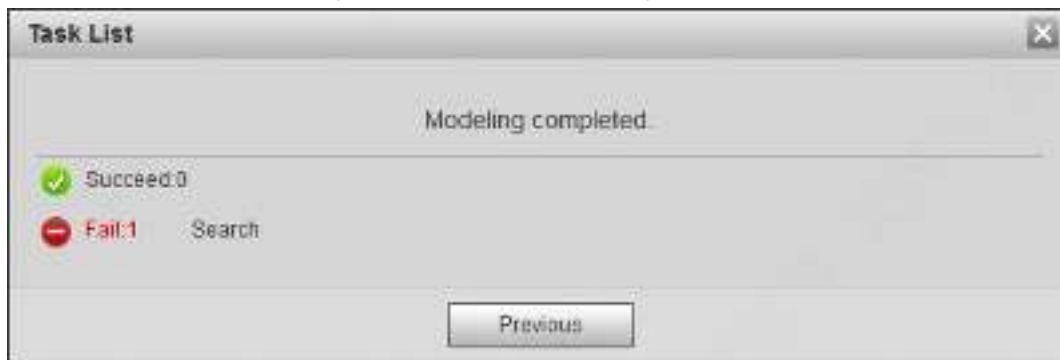 Task List
Modeling completed.
Succeed:0
Fail:1 Search
Previous